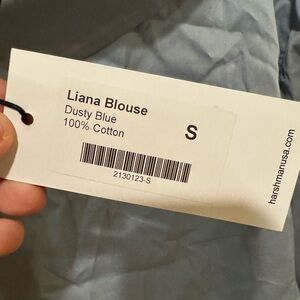 Liana Blouse
Dusty Blue
100% Cotton
S
2130123-S
harshmanusa.com